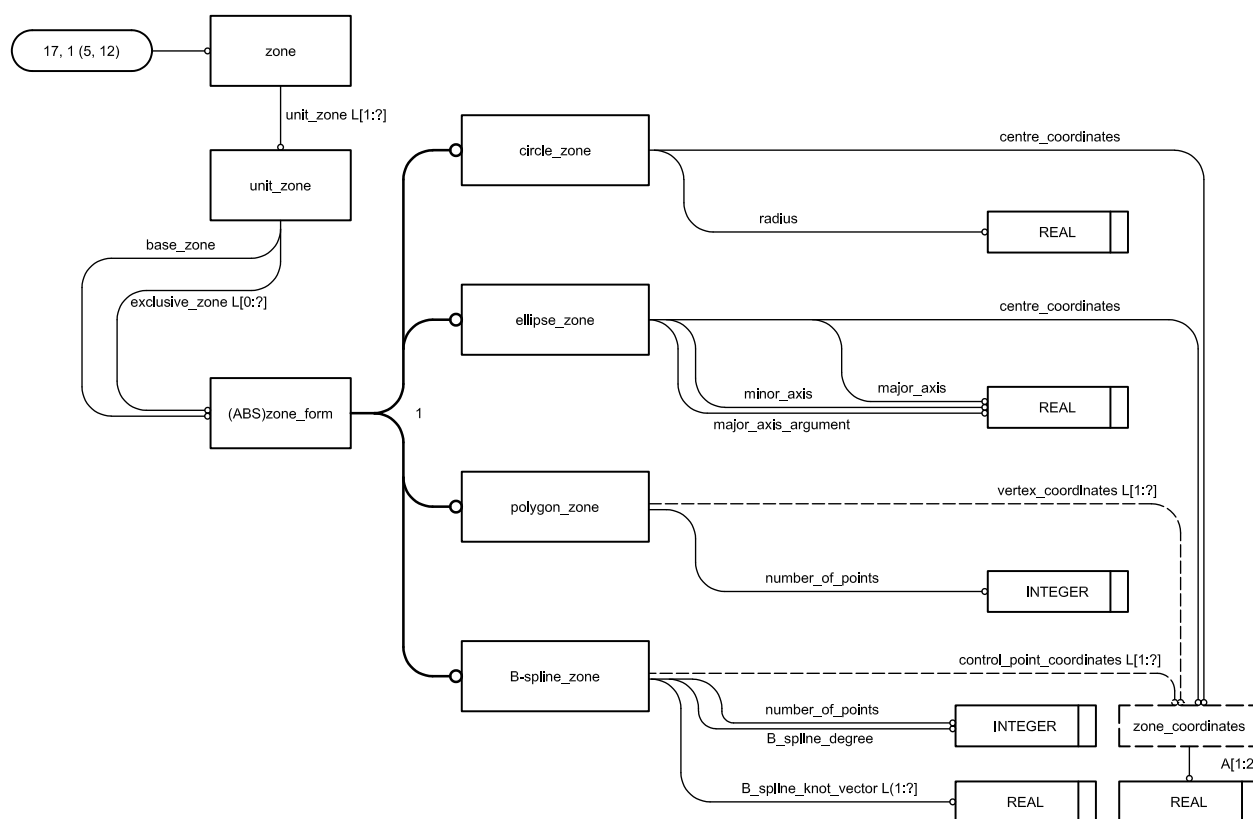 17, 1 (5, 12)
zone
unit_zone L[1:?]
unit_zone
base_zone
exclusive_zone L[0:?]
(ABS)zone_form
1
circle_zone
centre_coordinates
radius
REAL
ellipse_zone
centre_coordinates
major_axis
minor_axis
major_axis_argument
REAL
polygon_zone
vertex_coordinates L[1:?]
number_of_points
INTEGER
B-spline_zone
control_point_coordinates L[1:?]
number_of_points
B_spline_degree
INTEGER
zone_coordinates
A[1:2
B_spline_knot_vector L(1:?]
REAL
REAL